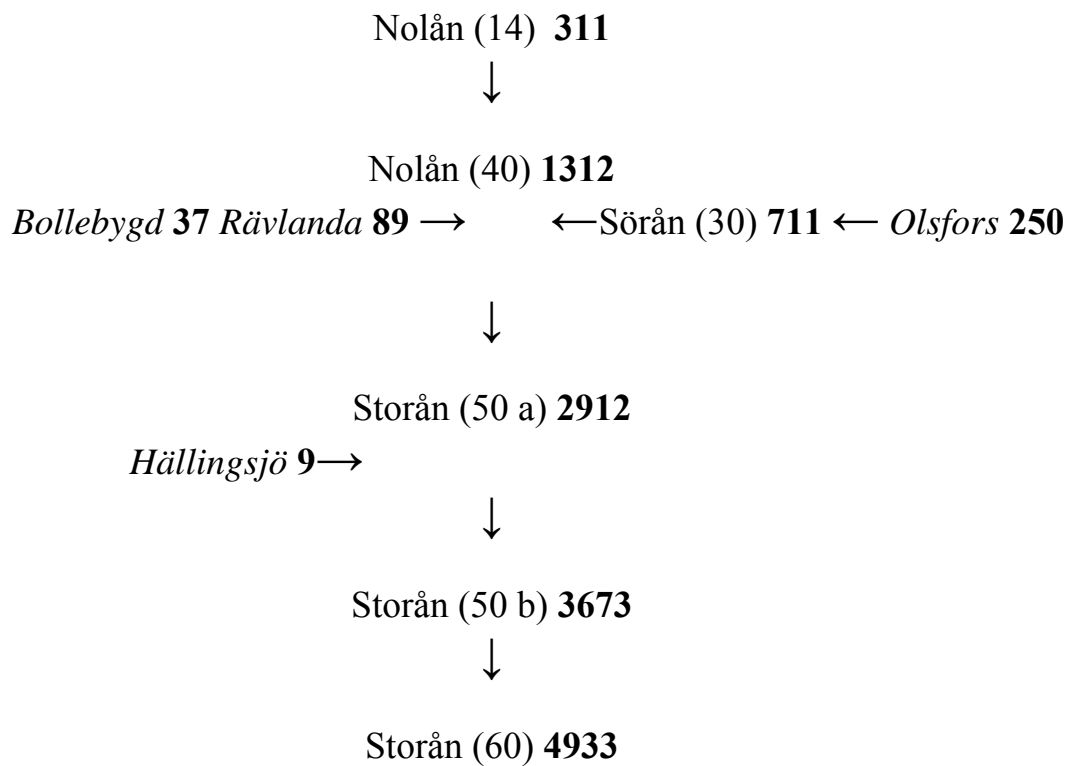 Nolån (14) 311
↓
Nolån (40) 1312
Bollebygd 37 Rävlanda 89 → ←Sörån (30) 711 ← Olsfors 250
↓
Storån (50 a) 2912
Hällingsjö 9→
↓
Storån (50 b) 3673
↓
Storån (60) 4933